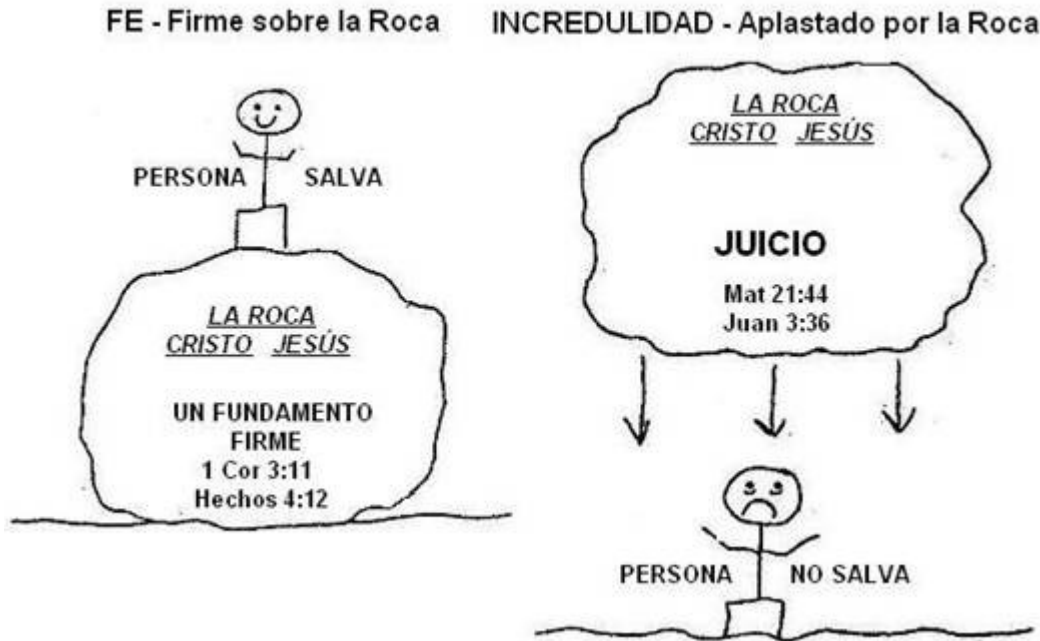 FE - Firme sobre la Roca
PERSONA SALVA
LA ROCA
CRISTO JESÚS
UN FUNDAMENTO
FIRME
1 Cor 3:11
Hechos 4:12
INCREDULIDAD - Aplastado por la Roca
LA ROCA
CRISTO JESÚS
JUICIO
Mat 21:44
Juan 3:36
PERSONA NO SALVA